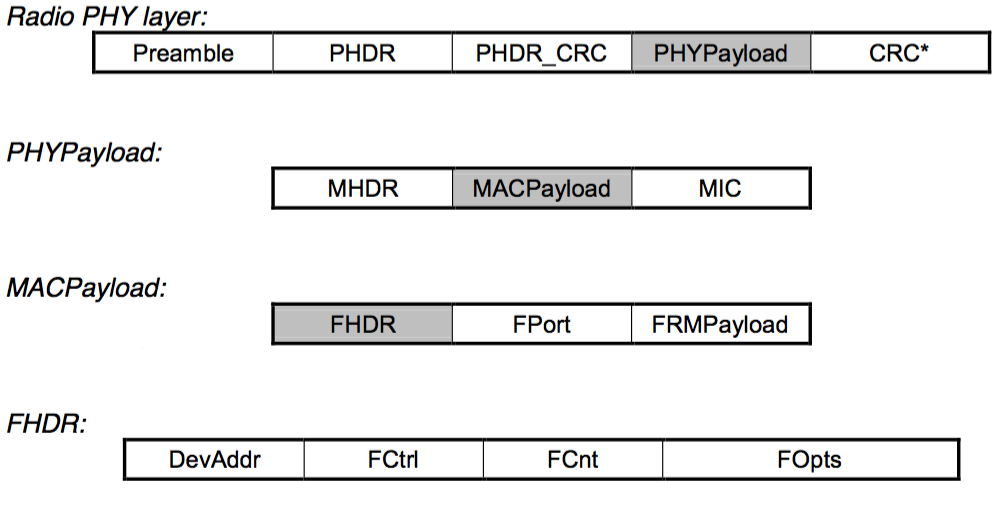 Radio PHY layer:
Preamble PHDR PHDR_CRC PHYPayload CRC*
PHYPayload:
MHDR MACPayload MIC
MACPayload:
FHDR FPort FRMPayload
FHDR:
DevAddr FCtrl FCnt FOpts